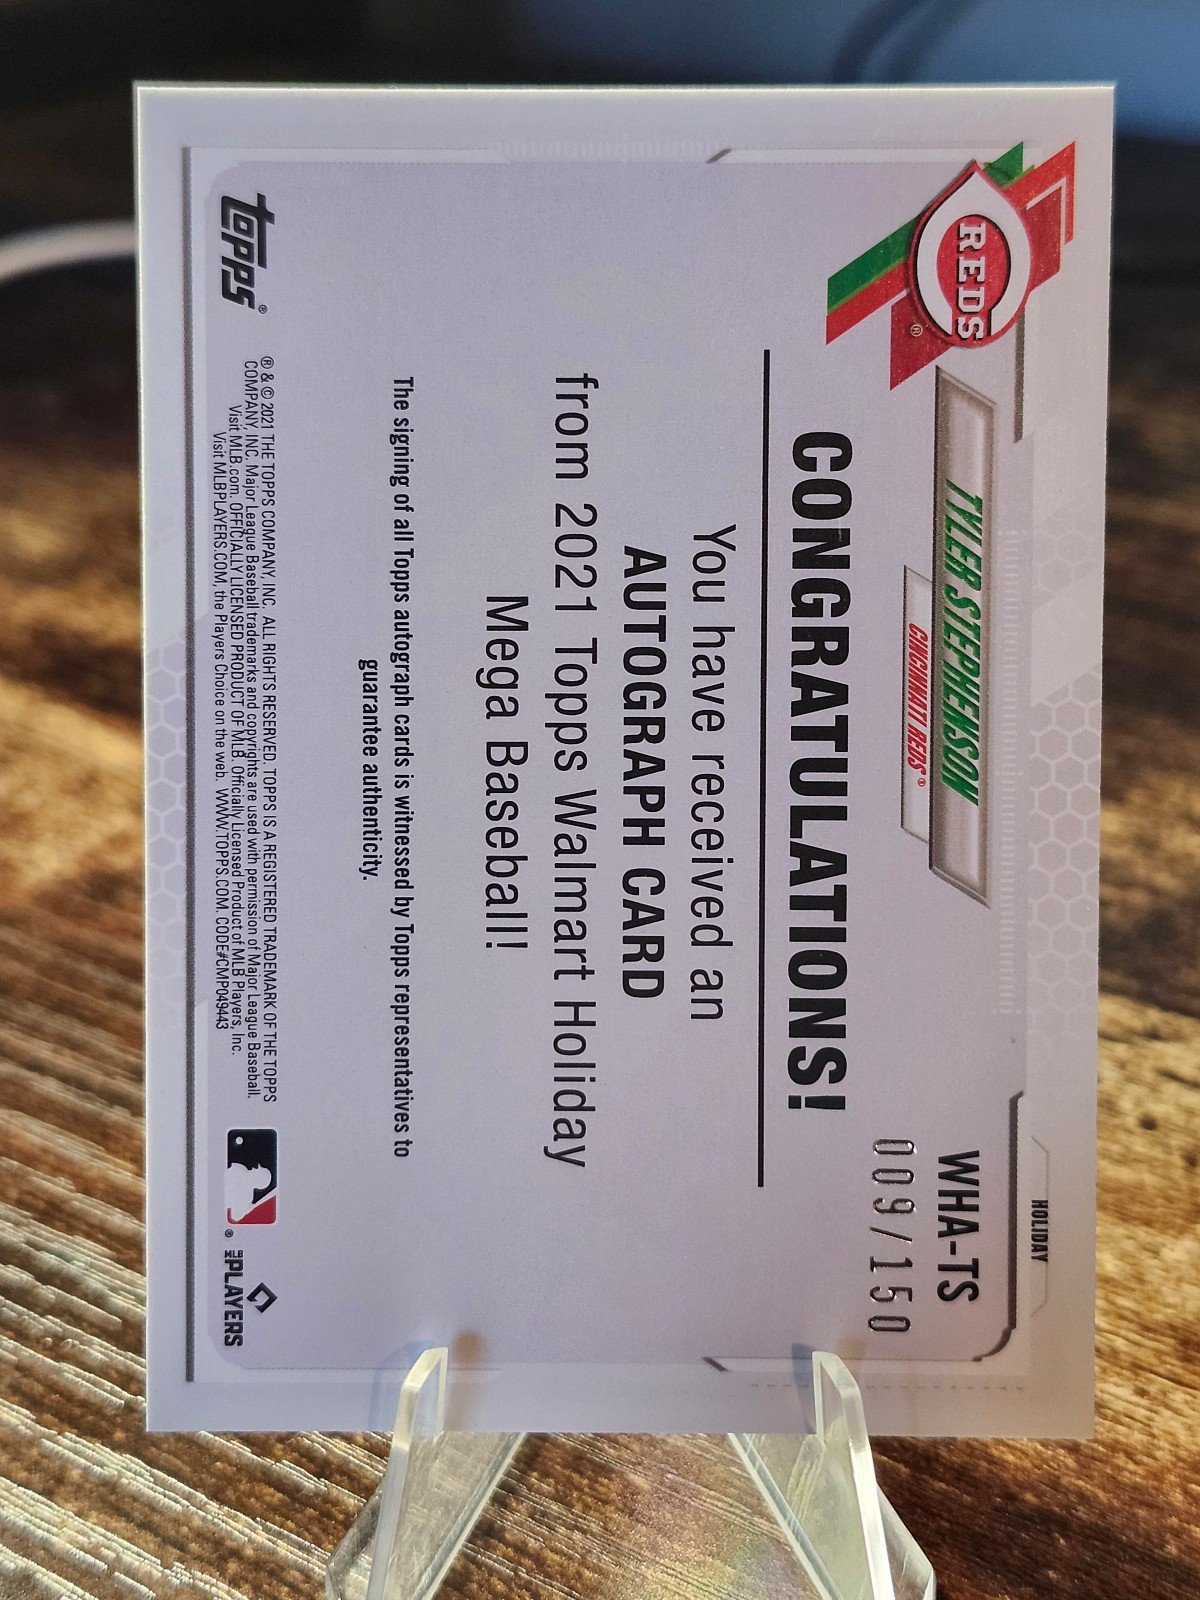 HOLIDAY
REDS®
TYLER STEPHENSON
WHA-TS
CINCINNATI REDS®
009/150
CONGRATULATIONS!
You have received an
AUTOGRAPH CARD
from 2021 Topps Walmart Holiday
Mega Baseball!
The signing of all Topps autograph cards is witnessed by Topps representatives to
guarantee authenticity.
topps®
® & © 2021 THE TOPPS COMPANY, INC. ALL RIGHTS RESERVED. TOPPS IS A REGISTERED TRADEMARK OF THE TOPPS
COMPANY, INC. Major League Baseball trademarks and copyrights are used with permission of Major League Baseball.
Visit MLB.com. OFFICIALLY LICENSED PRODUCT OF MLB. Officially Licensed Product of MLB Players, Inc.
Visit MLBPLAYERS.COM, the Players Choice on the web. WWW.TOPPS.COM. CODE#CMP049443
®
MLB PLAYERS